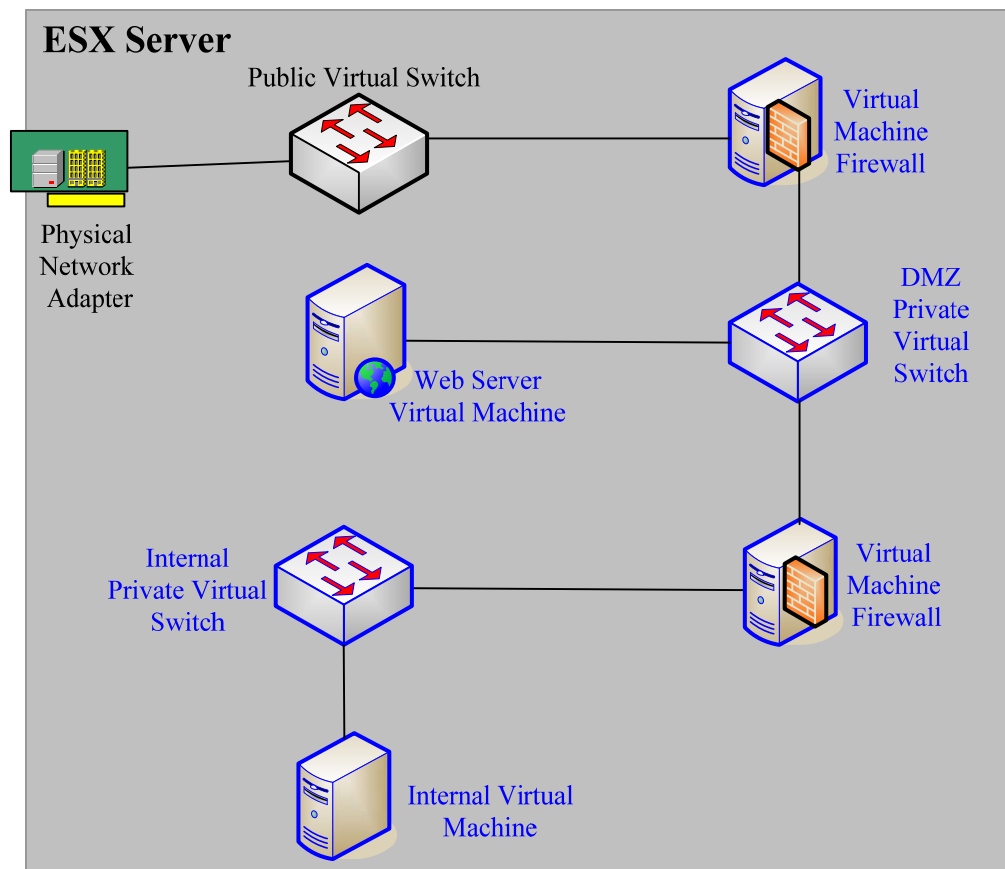 ESX Server
Public Virtual Switch
Virtual
Machine
Firewall
Physical
Network
Adapter
DMZ
Private
Virtual
Switch
Web Server
Virtual Machine
Internal
Private Virtual
Switch
Virtual
Machine
Firewall
Internal Virtual
Machine